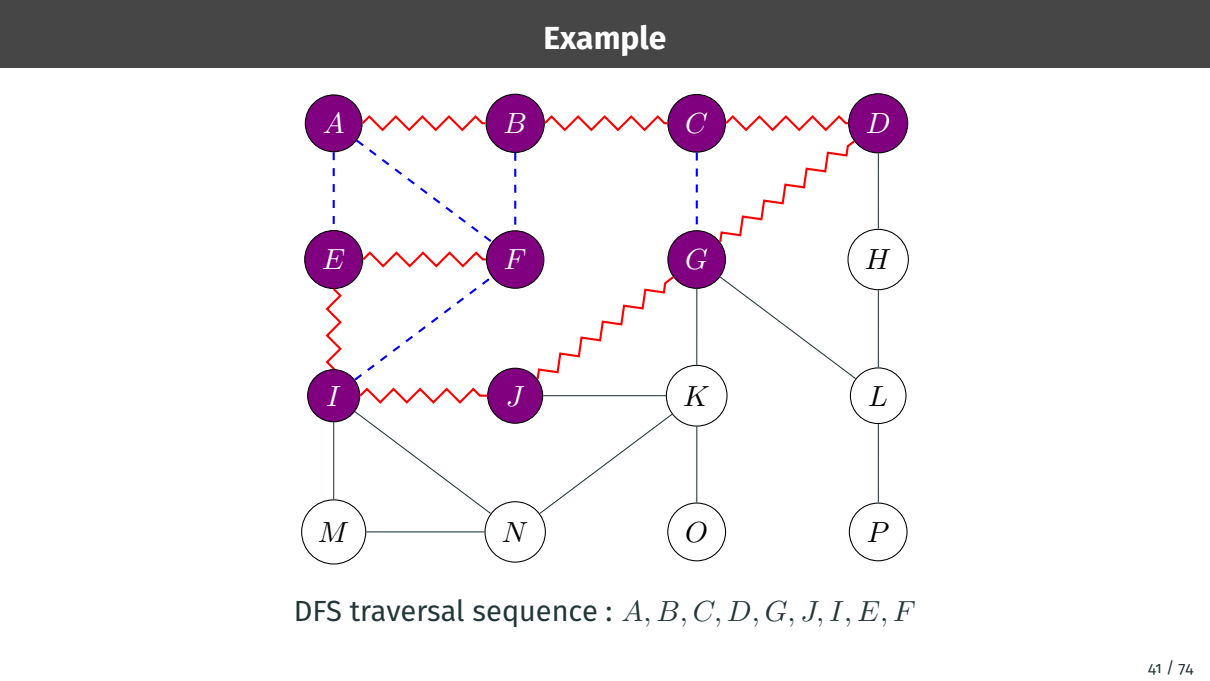 Example
A B C D
E F G H
I J K L
M N O P
DFS traversal sequence : A, B, C, D, G, J, I, E, F
41 / 74